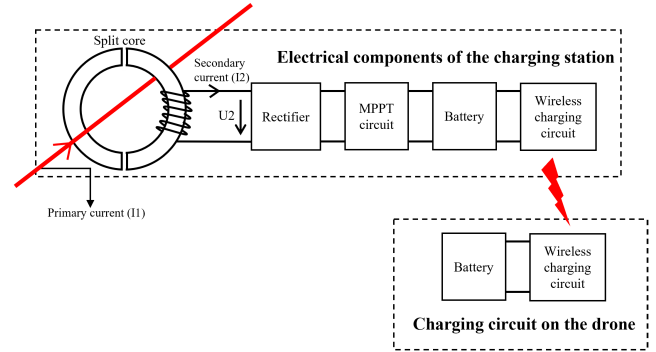 Split core
Electrical components of the charging station
Secondary
current (I2)
U2
Rectifier
MPPT
circuit
Battery
Wireless
charging
circuit
Primary current (I1)
Battery
Wireless
charging
circuit
Charging circuit on the drone